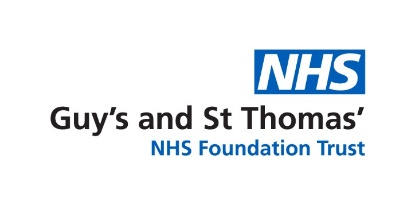 NHS
Guy's and St Thomas'
NHS Foundation Trust